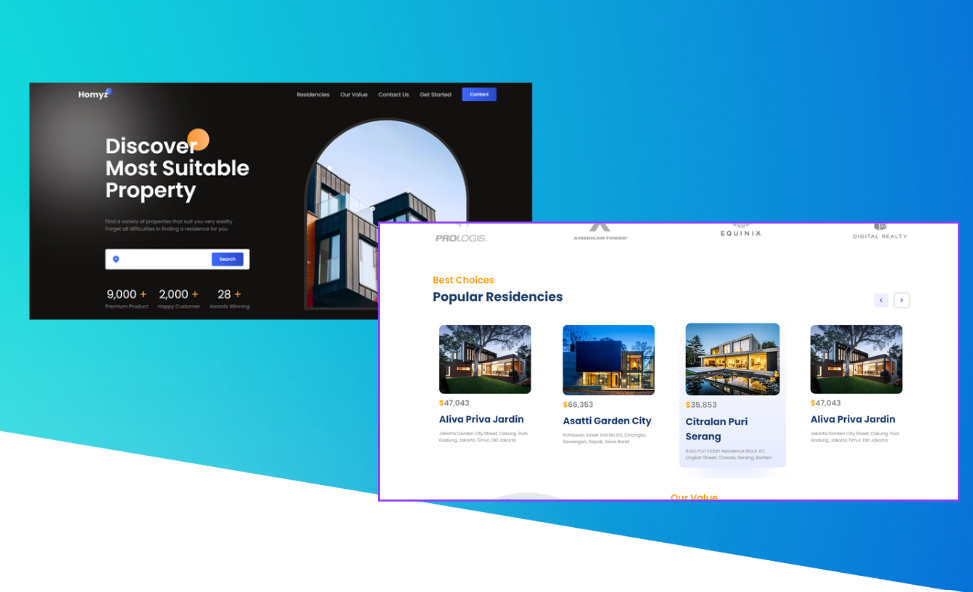 Homyz
Residencies Our Value Contact Us Get Started Contact
Discover
Most Suitable
Property
Find a variety of properties that suit you very easilty
Forget all difficulties in finding a residence for you
Search
9,000 + 2,000 + 28 +
Premium Product Happy Customer Awards Winning
PROLOGIS. AMERICAN TOWER EQUINIX DIGITAL REALTY
Best Choices
Popular Residencies
$47,043
Aliva Priva Jardin
Jakarta Garden City Street, Cakung. Pulo
Gadung, Jakarta Timur, DKI Jakarta
$66,353
Asatti Garden City
Pahlawan Street XVII No.215, Cinangka,
Sawangan, Depok, Jawa Barat
$35,853
Citralan Puri
Serang
Ruko Puri Indah Residence Block A7,
Lingkar Street, Ciracas, Serang, Banten
$47,043
Aliva Priva Jardin
Jakarta Garden City Street, Cakung. Pulo
Gadung, Jakarta Timur, DKI Jakarta
Our Value